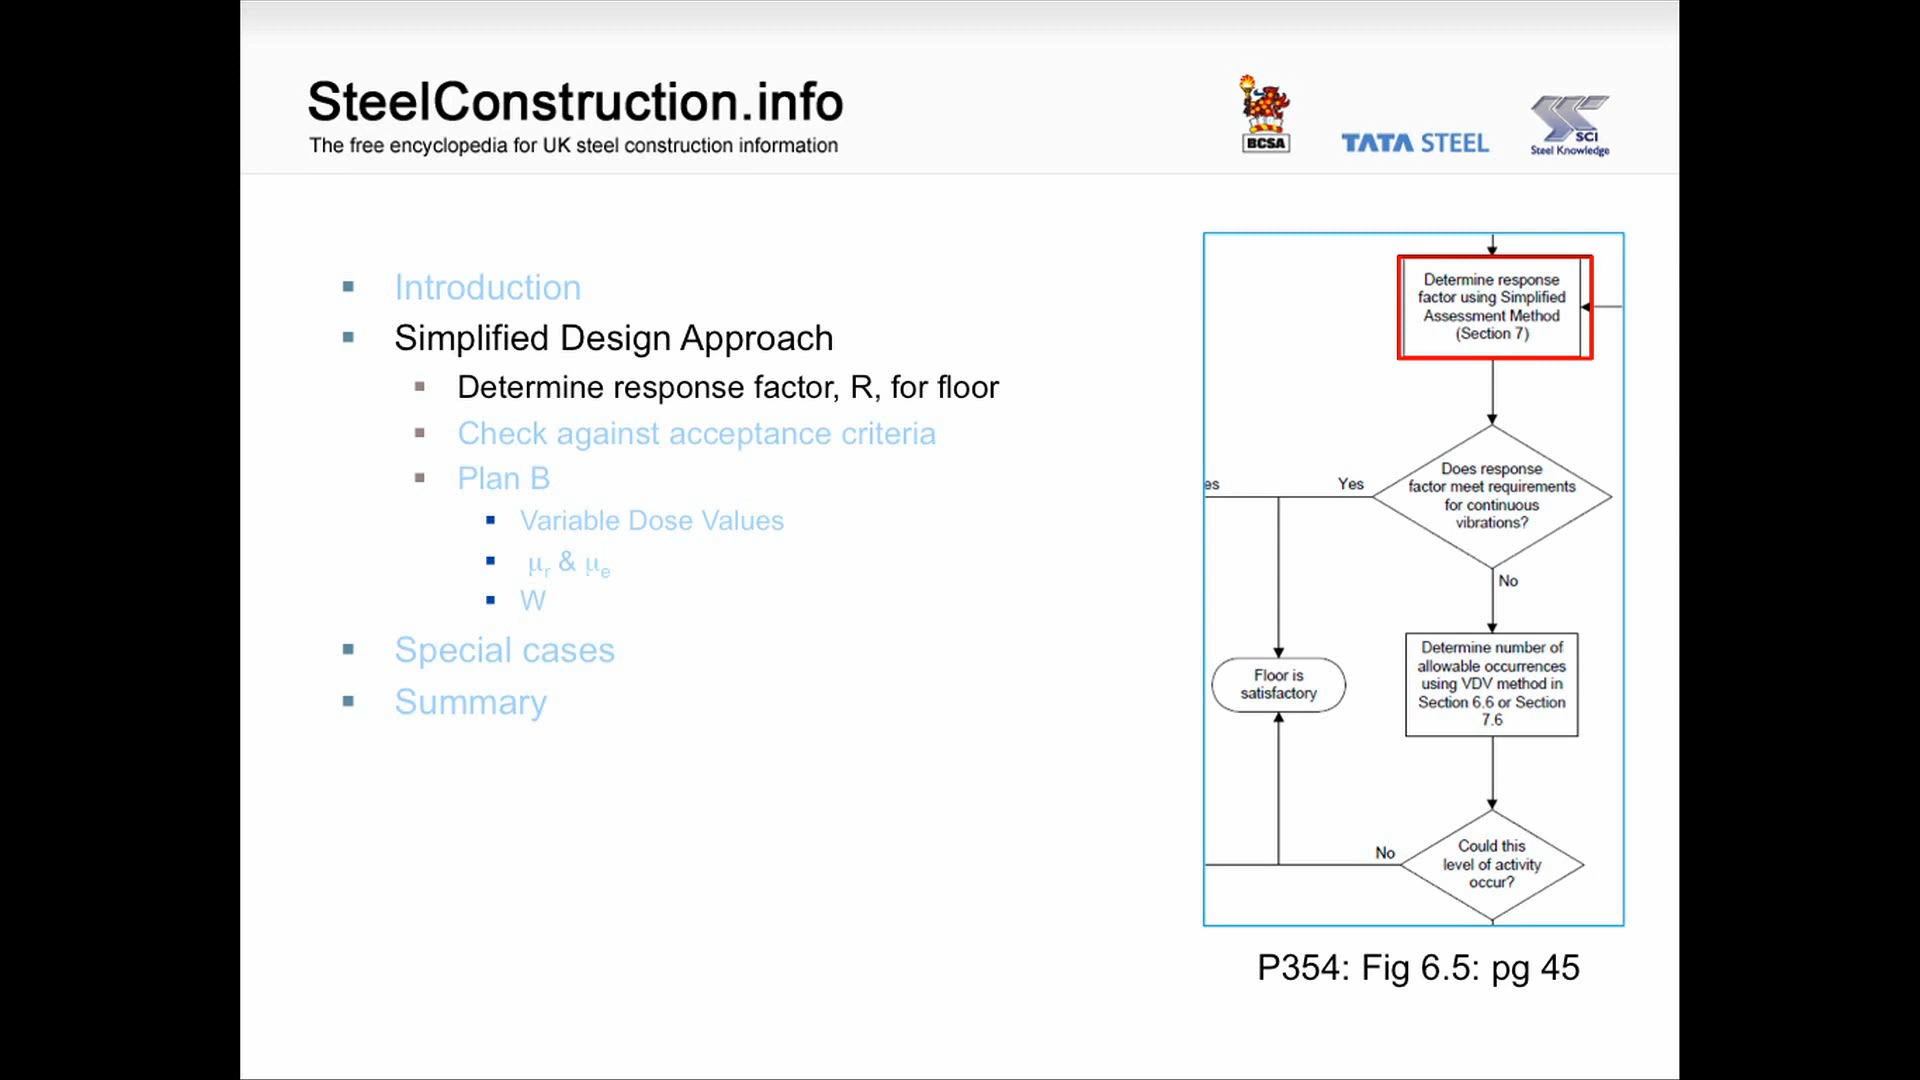 SteelConstruction.info
The free encyclopedia for UK steel construction information
BCSA
TATA STEEL
SCI
Steel Knowledge
Introduction
Simplified Design Approach
Determine response factor, R, for floor
Check against acceptance criteria
Plan B
Variable Dose Values
μr & μe
W
Special cases
Summary
Determine response
factor using Simplified
Assessment Method
(Section 7)
Does response
factor meet requirements
for continuous
vibrations?
es
Yes
No
Determine number of
allowable occurrences
using VDV method in
Section 6.6 or Section
7.6
Floor is
satisfactory
No
Could this
level of activity
occur?
P354: Fig 6.5: pg 45